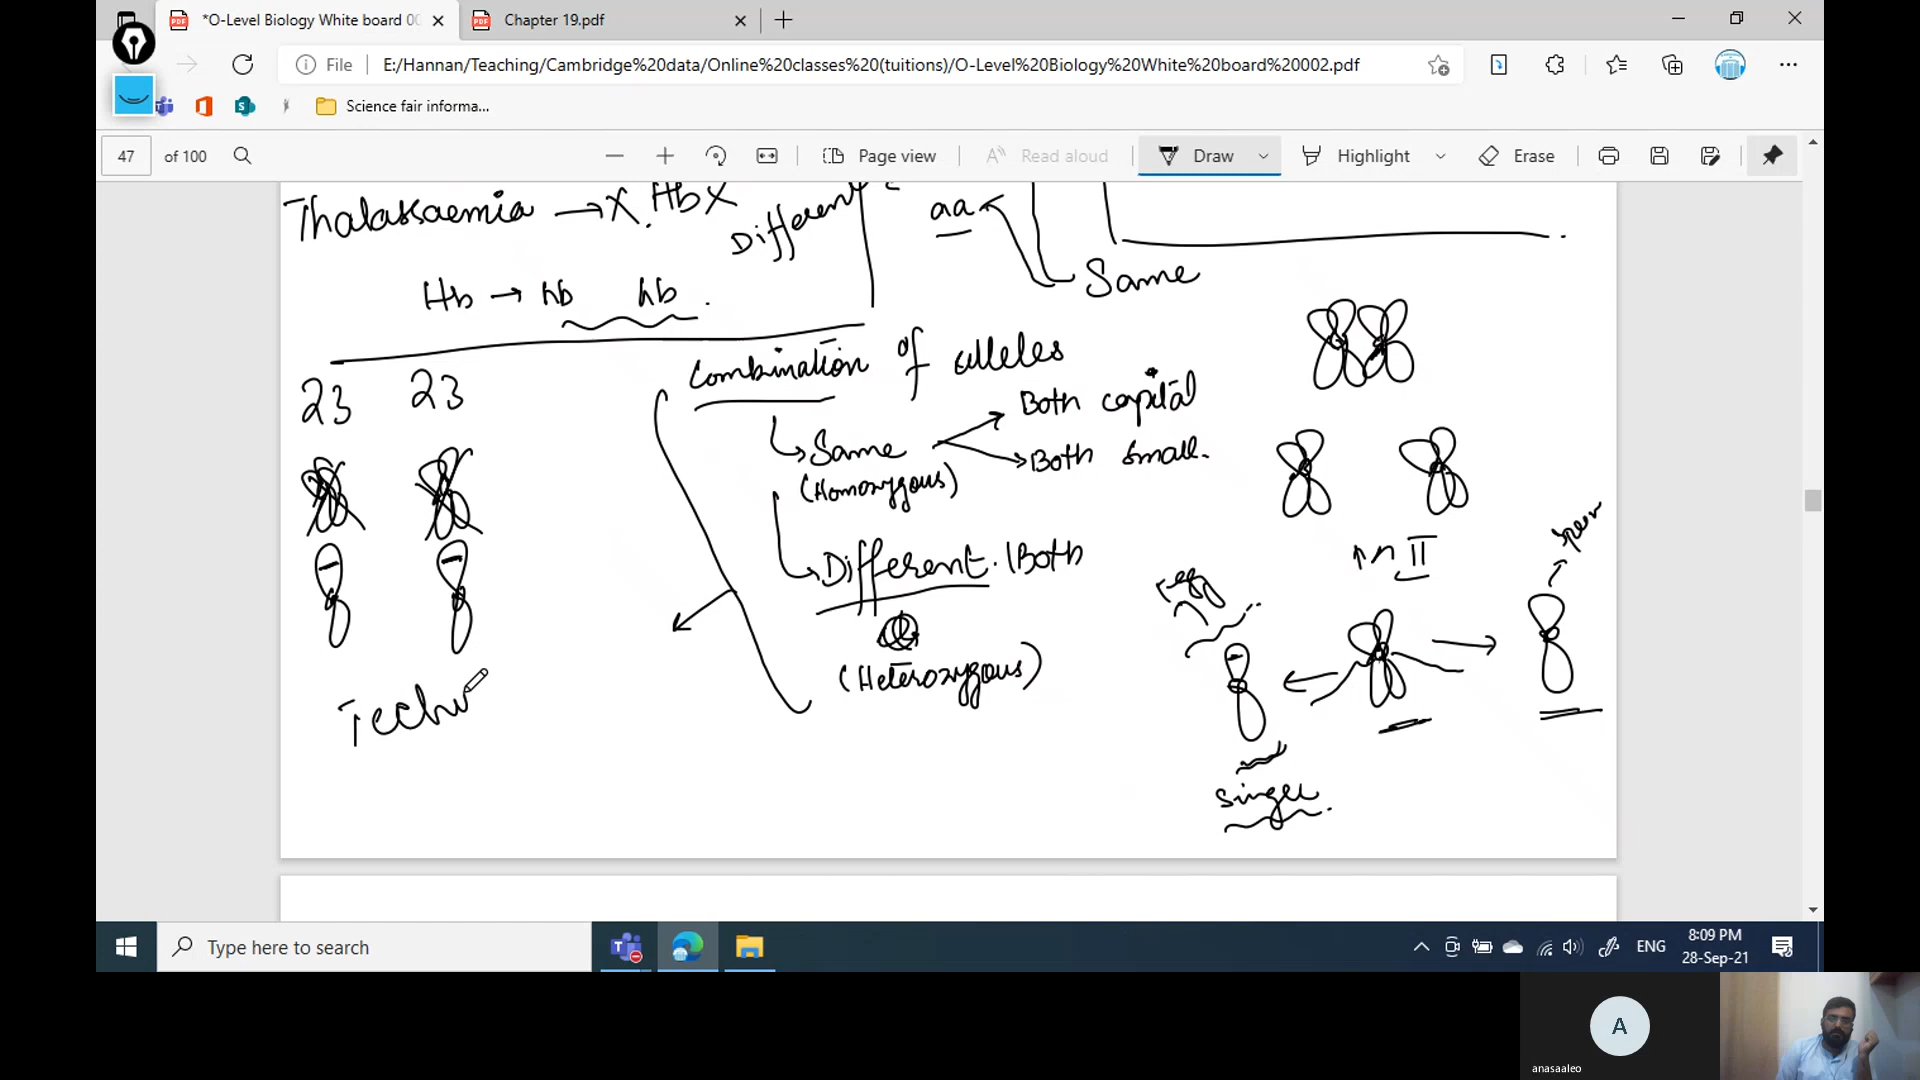 *O-Level Biology White board 00
Chapter 19.pdf
File
E:/Hannan/Teaching/Cambridge%20data/Online%20classes%20(tuitions)/O-Level%20Biology%20White%20board%20002.pdf
Science fair informa...
47 of 100
Page view
Read aloud
Draw
Highlight
Erase
Thalassaemia → X HbX
Different
aa
Same
Hb → hb hb .
23 23
Combination of alleles
Same
Both capital
Both small.
(Homozygous)
Different. (Both
(Heterozygous)
II
egg
Techn
Type here to search
ENG
8:09 PM
28-Sep-21
A
anasaaleo